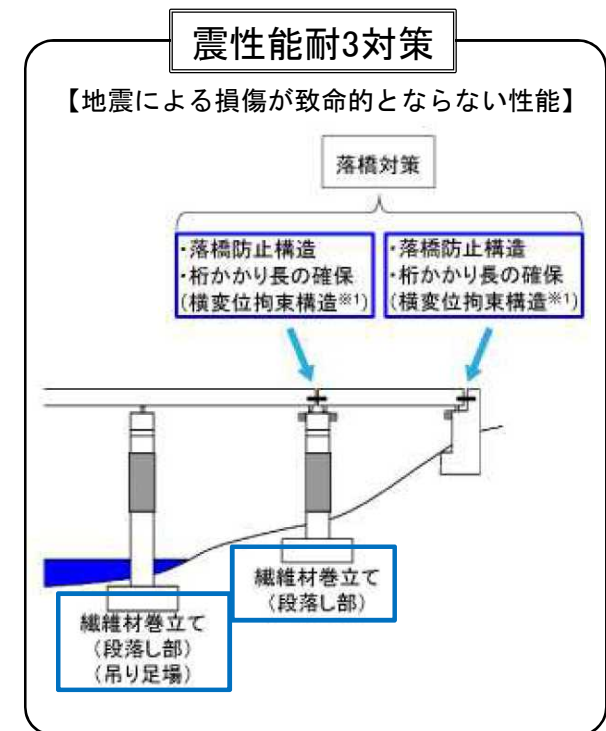 震性能耐3対策
【地震による損傷が致命的とならない性能】
落橋対策
・落橋防止構造
・桁かかり長の確保
(横変位拘束構造※1)
・落橋防止構造
・桁かかり長の確保
(横変位拘束構造※1)
繊維材巻立て
(段落し部)
繊維材巻立て
(段落し部)
(吊り足場)